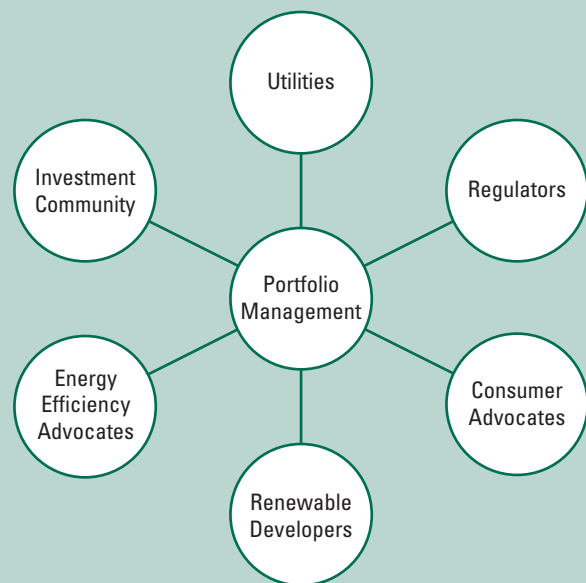 Utilities
Investment
Community
Regulators
Portfolio
Management
Energy
Efficiency
Advocates
Consumer
Advocates
Renewable
Developers